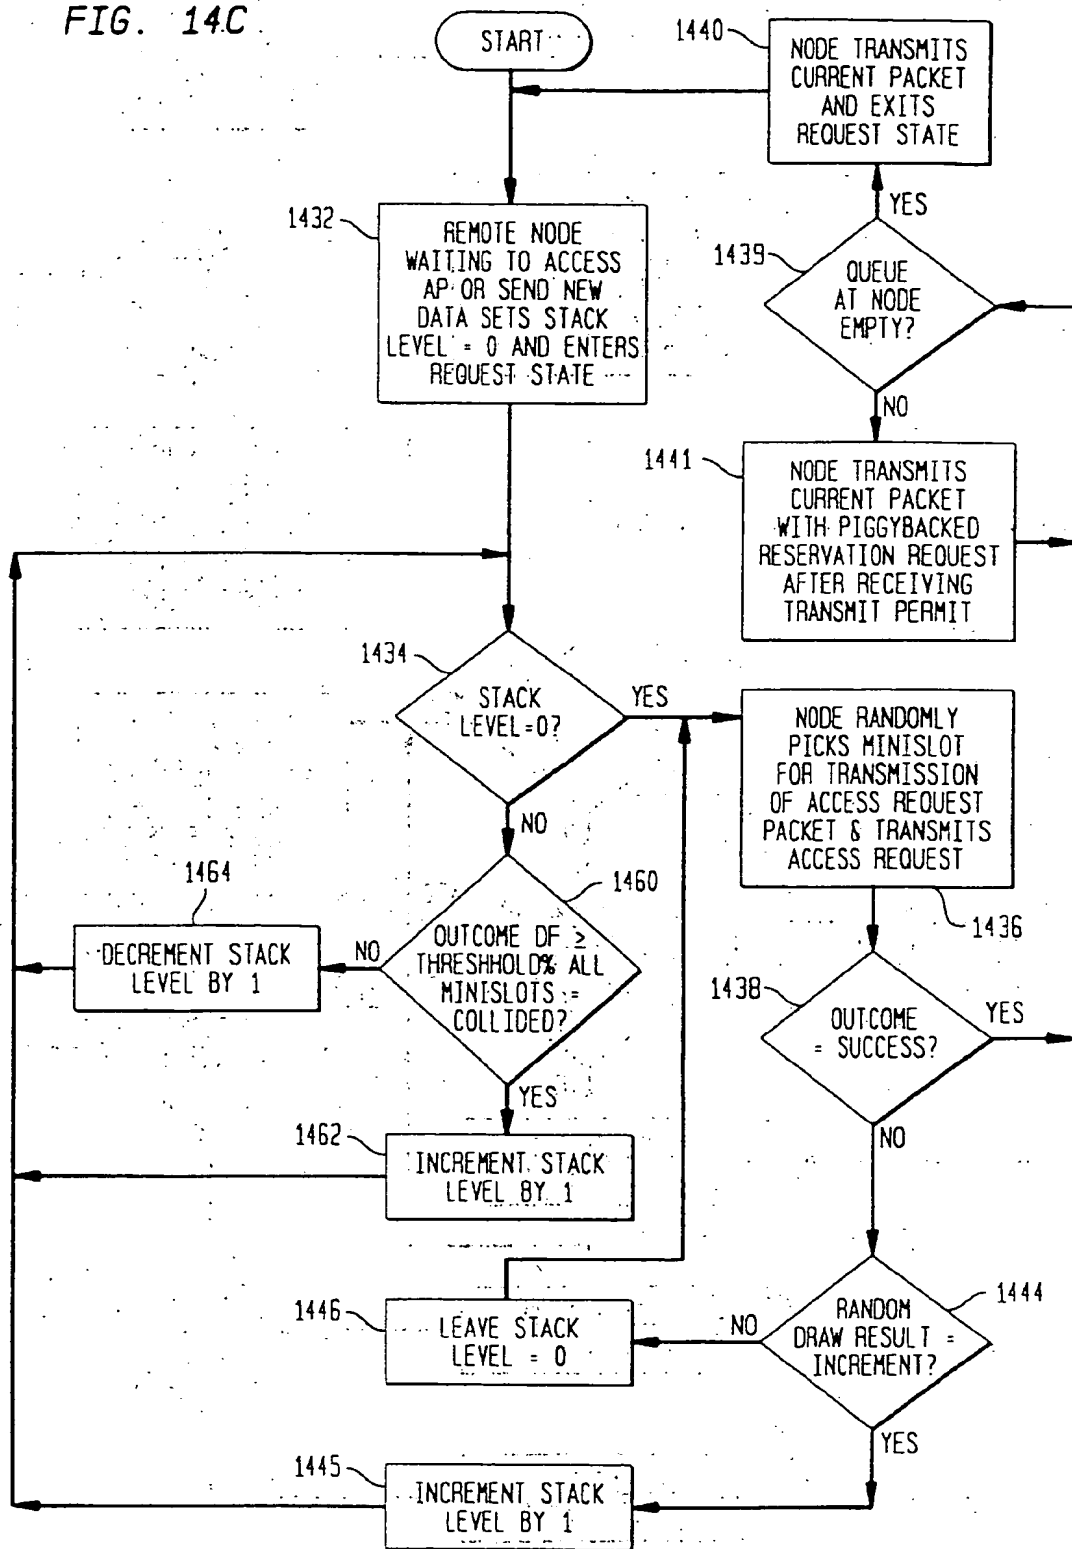 FIG. 14C
START
1440
NODE TRANSMITS
CURRENT PACKET
AND EXITS
REQUEST STATE
YES
1432
REMOTE NODE
WAITING TO ACCESS
AP OR SEND NEW
DATA SETS STACK
LEVEL = 0 AND ENTERS
REQUEST STATE
1439
QUEUE
AT NODE
EMPTY?
NO
1441
NODE TRANSMITS
CURRENT PACKET
WITH PIGGYBACKED
RESERVATION REQUEST
AFTER RECEIVING
TRANSMIT PERMIT
1434
STACK
LEVEL=0?
YES
NO
NODE RANDOMLY
PICKS MINISLOT
FOR TRANSMISSION
OF ACCESS REQUEST
PACKET & TRANSMITS
ACCESS REQUEST
1436
1464
DECREMENT STACK
LEVEL BY 1
NO
1460
OUTCOME OF ≥
THRESHHOLD% ALL
MINISLOTS =
COLLIDED?
YES
1438
OUTCOME
= SUCCESS?
YES
NO
1462
INCREMENT STACK
LEVEL BY 1
1446
LEAVE STACK
LEVEL = 0
NO
1444
RANDOM
DRAW RESULT =
INCREMENT?
YES
1445
INCREMENT STACK
LEVEL BY 1